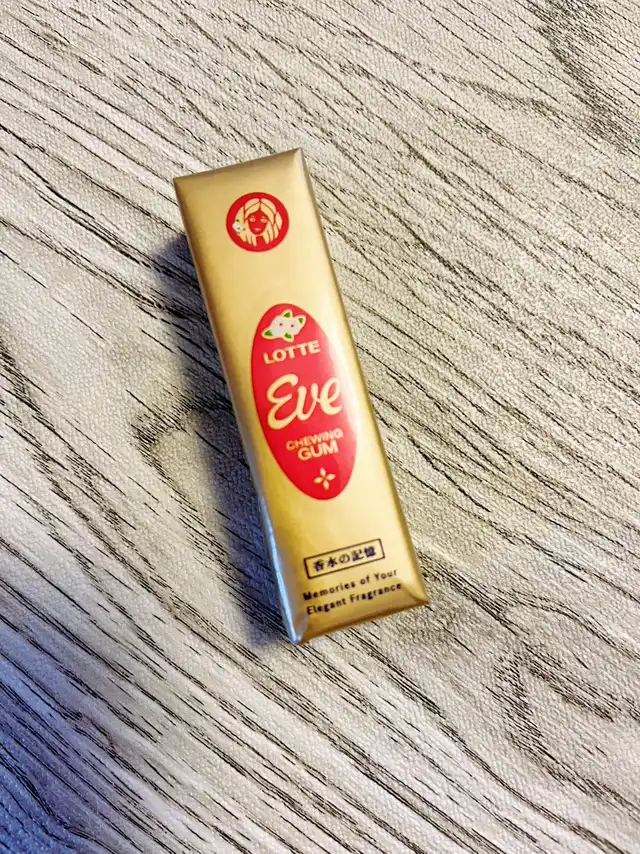 LOTTE
Eve
CHEWING
GUM
香水の記憶
Memories of Your
Elegant Fragrance